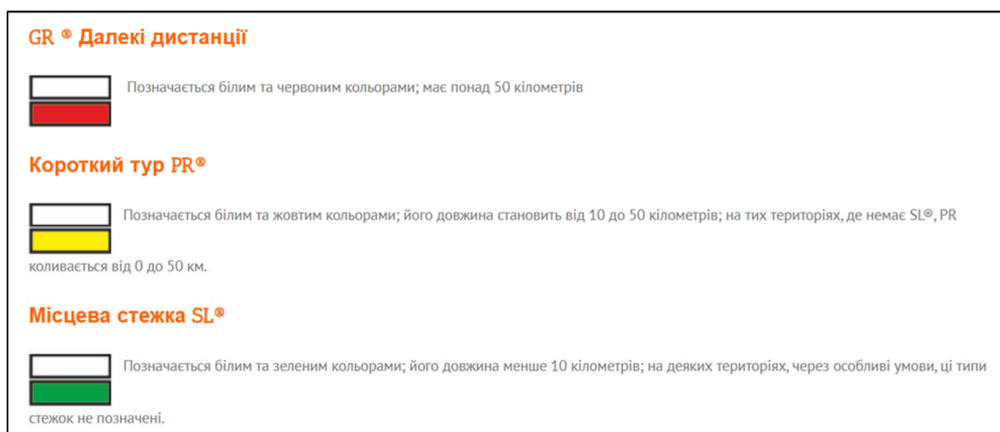 GR ® Далекі дистанції
Позначається білим та червоним кольорами; має понад 50 кілометрів
Короткий тур PR®
Позначається білим та жовтим кольорами; його довжина становить від 10 до 50 кілометрів; на тих територіях, де немає SL®, PR
коливається від 0 до 50 км.
Місцева стежка SL®
Позначається білим та зеленим кольорами; його довжина менше 10 кілометрів; на деяких територіях, через особливі умови, ці типи
стежок не позначені.